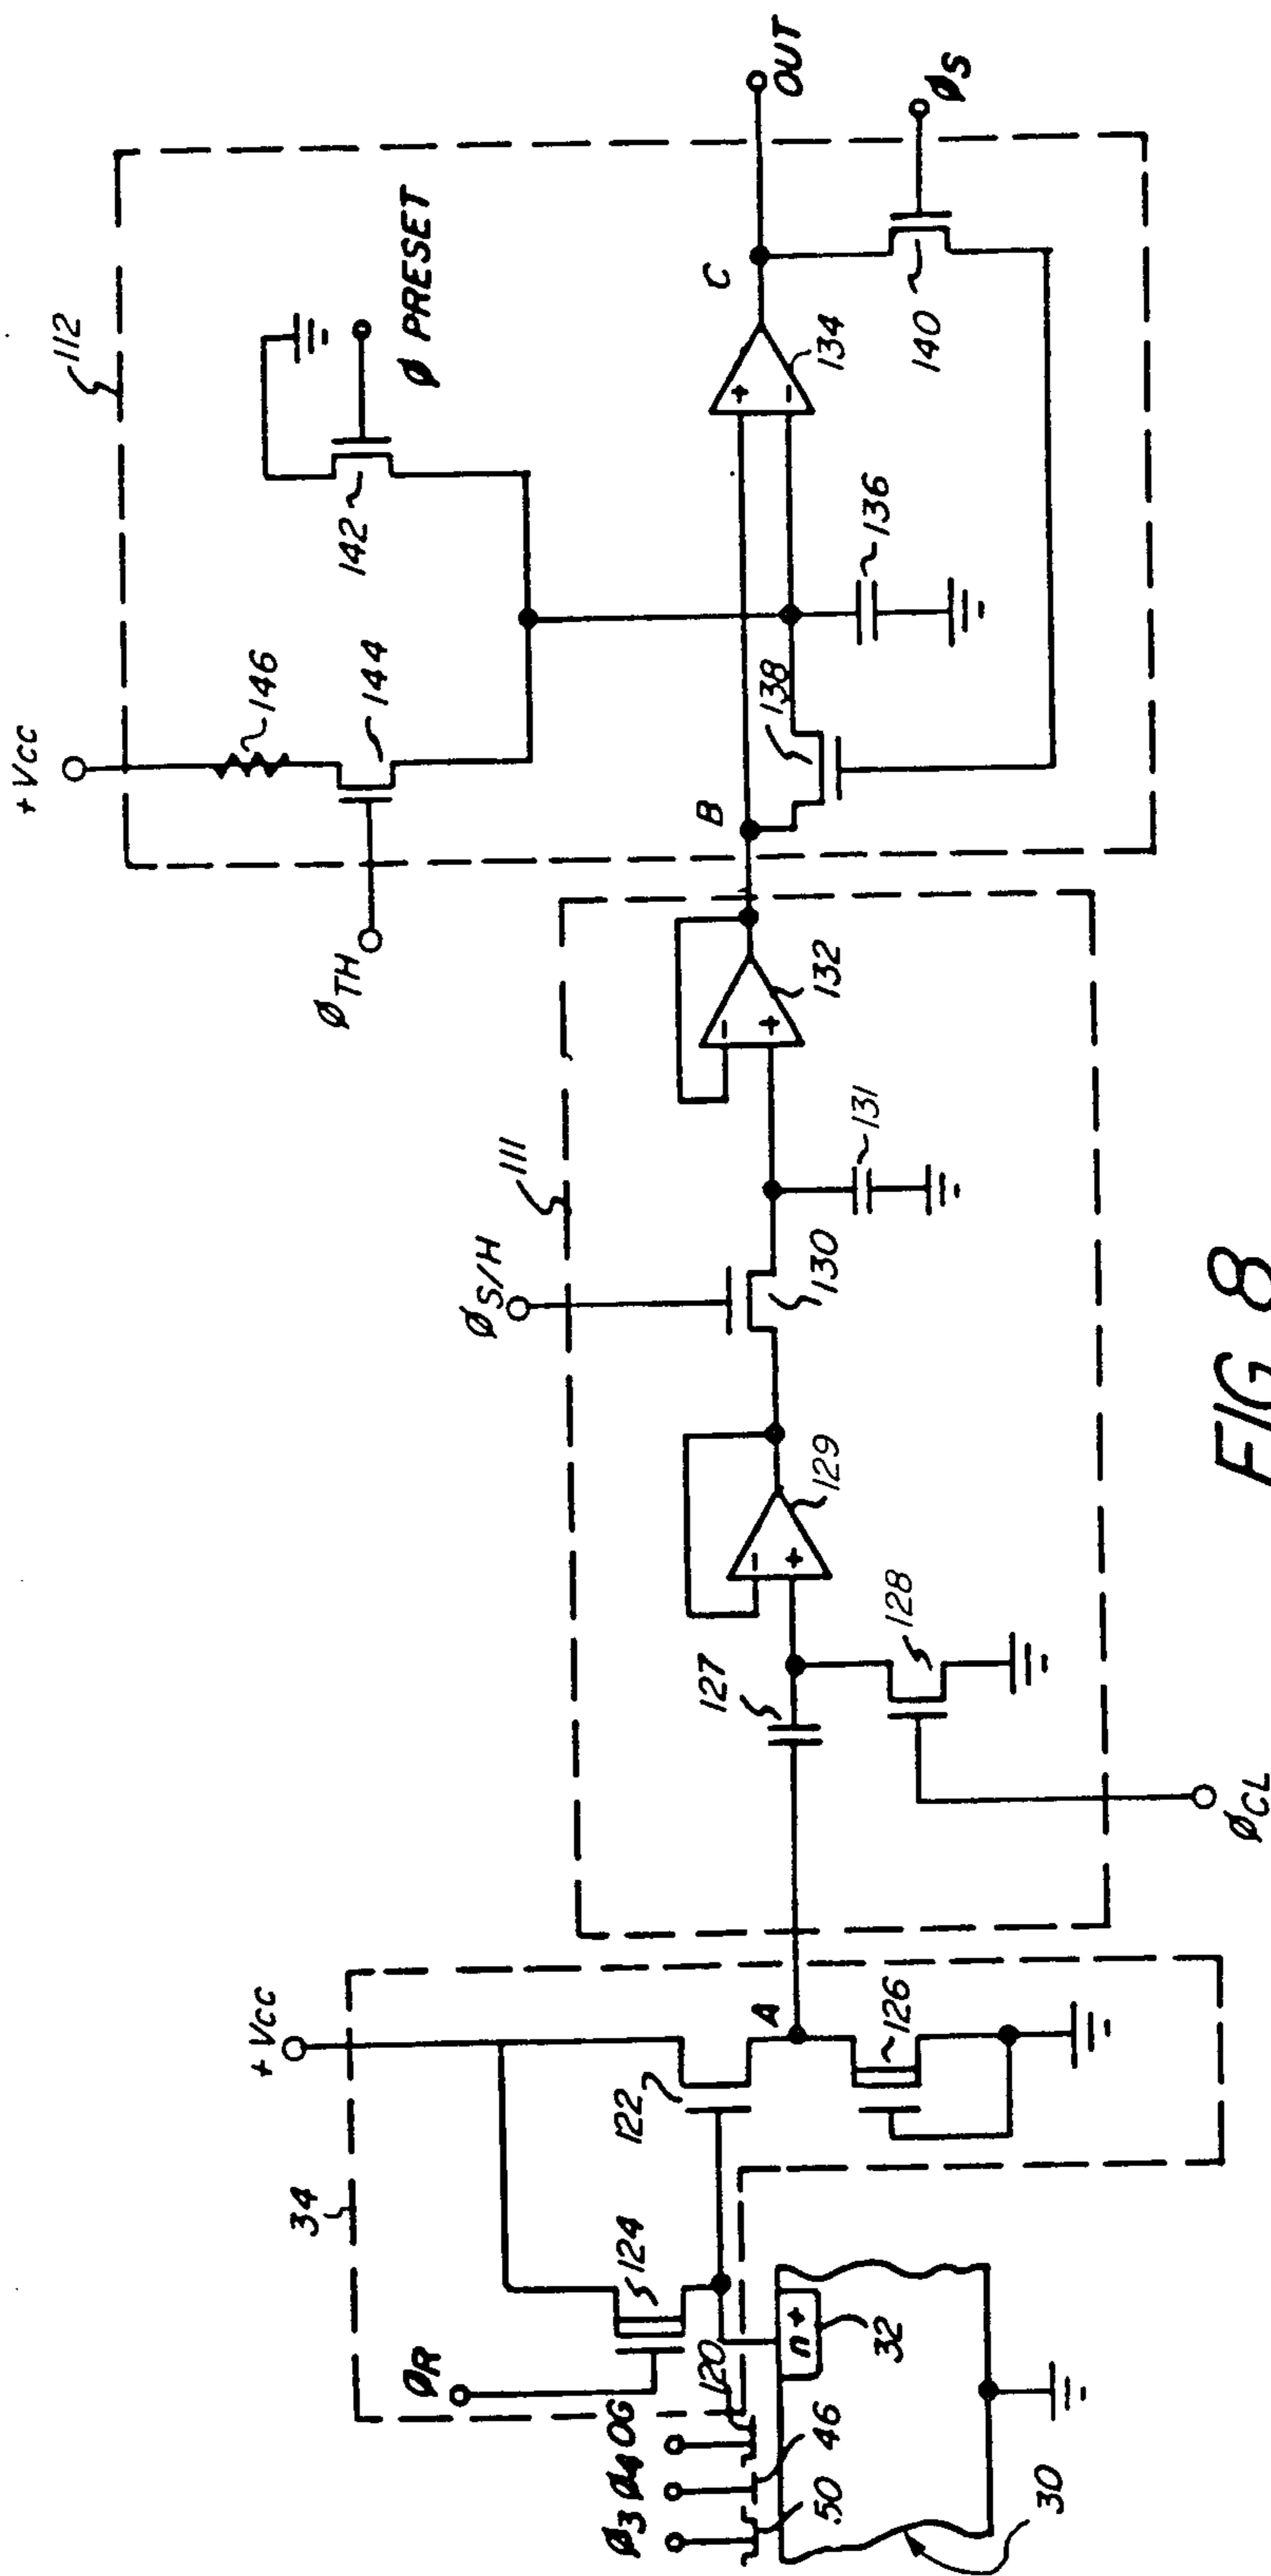 +Vcc
112
146
144
142
Ø PRESET
ØTH
B
C
OUT
138
136
134
140
ØS
111
ØS/H
132
131
130
129
128
127
ØCL
+Vcc
34
A
126
122
124
ØR
120
OG
Ø4
Ø3
n+
32
46
50
30
FIG 8